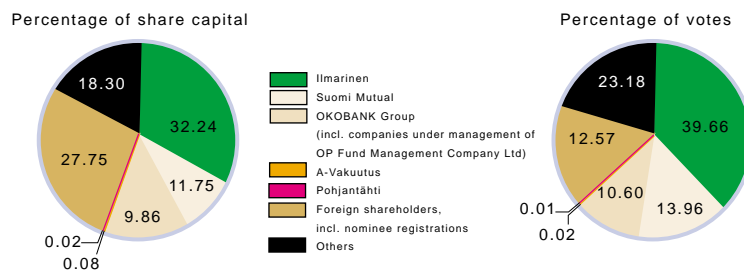 Percentage of share capital
18.30
32.24
27.75
11.75
9.86
0.02
0.08
Ilmarinen
Suomi Mutual
OKOBANK Group
(incl. companies under management of
OP Fund Management Company Ltd)
A-Vakuutus
Pohjantähti
Foreign shareholders,
incl. nominee registrations
Others
Percentage of votes
23.18
39.66
12.57
10.60
13.96
0.01
0.02